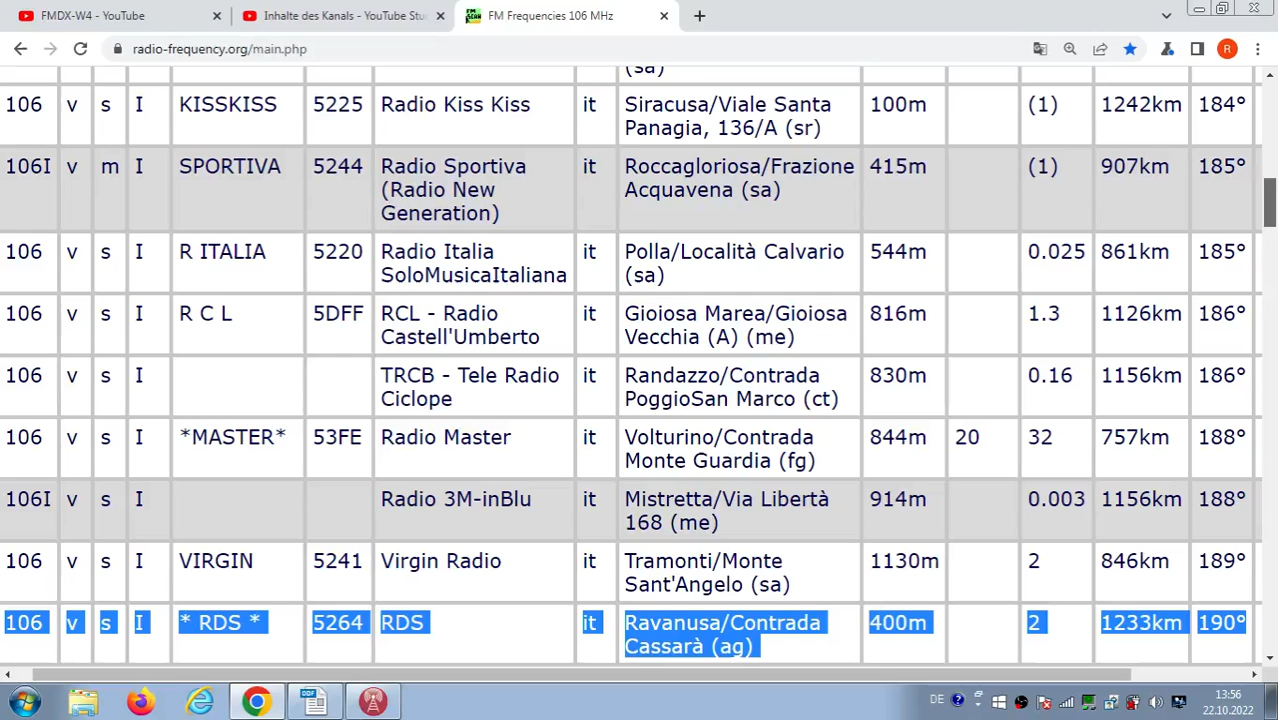 FMDX-W4 - YouTube
Inhalte des Kanals - YouTube Stu
FM Frequencies 106 MHz
radio-frequency.org/main.php
R
(sa)
106 v s I KISSKISS 5225 Radio Kiss Kiss it Siracusa/Viale Santa 100m (1) 1242km 184°
Panagia, 136/A (sr)
106I v m I SPORTIVA 5244 Radio Sportiva it Roccagloriosa/Frazione 415m (1) 907km 185°
(Radio New Acquavena (sa)
Generation)
106 v s I R ITALIA 5220 Radio Italia it Polla/Località Calvario 544m 0.025 861km 185°
SoloMusicaItaliana (sa)
106 v s I R C L 5DFF RCL - Radio it Gioiosa Marea/Gioiosa 816m 1.3 1126km 186°
Castell'Umberto Vecchia (A) (me)
106 v s I TRCB - Tele Radio it Randazzo/Contrada 830m 0.16 1156km 186°
Ciclope PoggioSan Marco (ct)
106 v s I *MASTER* 53FE Radio Master it Volturino/Contrada 844m 20 32 757km 188°
Monte Guardia (fg)
106I v s I Radio 3M-inBlu it Mistretta/Via Libertà 914m 0.003 1156km 188°
168 (me)
106 v s I VIRGIN 5241 Virgin Radio it Tramonti/Monte 1130m 2 846km 189°
Sant'Angelo (sa)
106 v s I * RDS * 5264 RDS it Ravanusa/Contrada 400m 2 1233km 190°
Cassarà (ag)
DE
13:56
22.10.2022